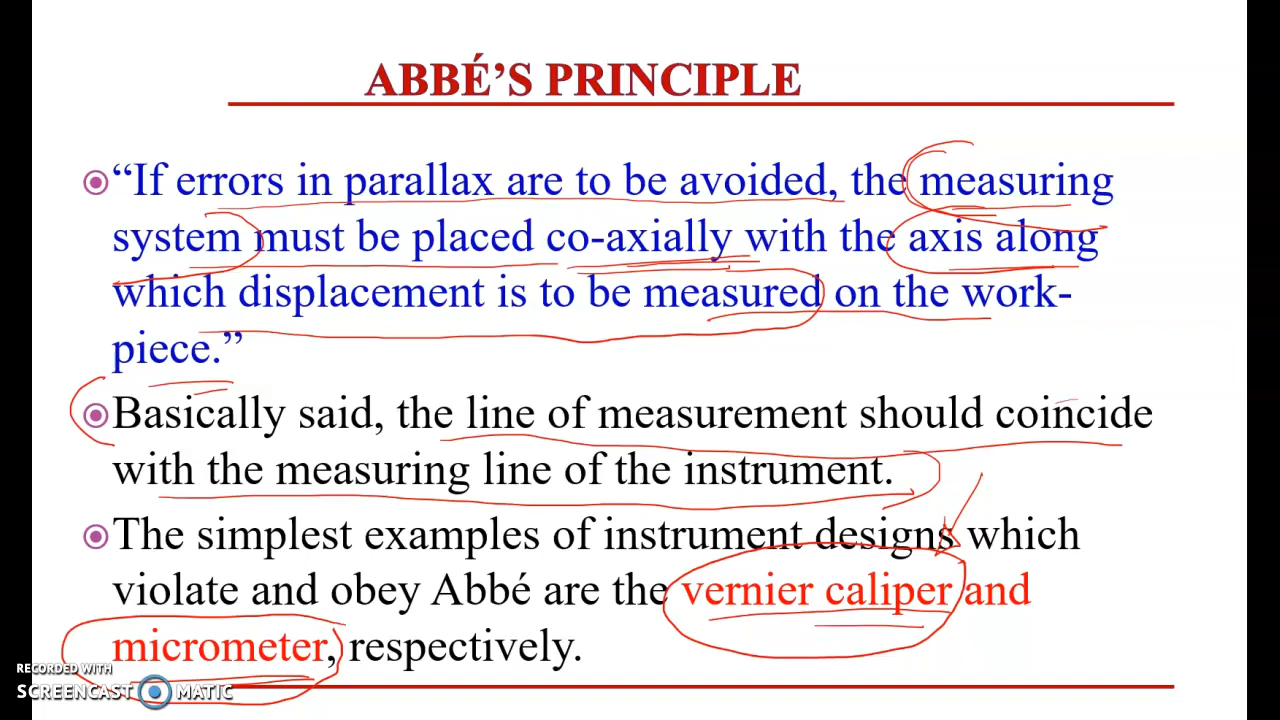 ABBÉ’S PRINCIPLE
“If errors in parallax are to be avoided, the measuring
system must be placed co-axially with the axis along
which displacement is to be measured on the work-
piece.”
Basically said, the line of measurement should coincide
with the measuring line of the instrument.
The simplest examples of instrument designs which
violate and obey Abbé are the vernier caliper and
micrometer, respectively.
RECORDED WITH
SCREENCAST MATIC